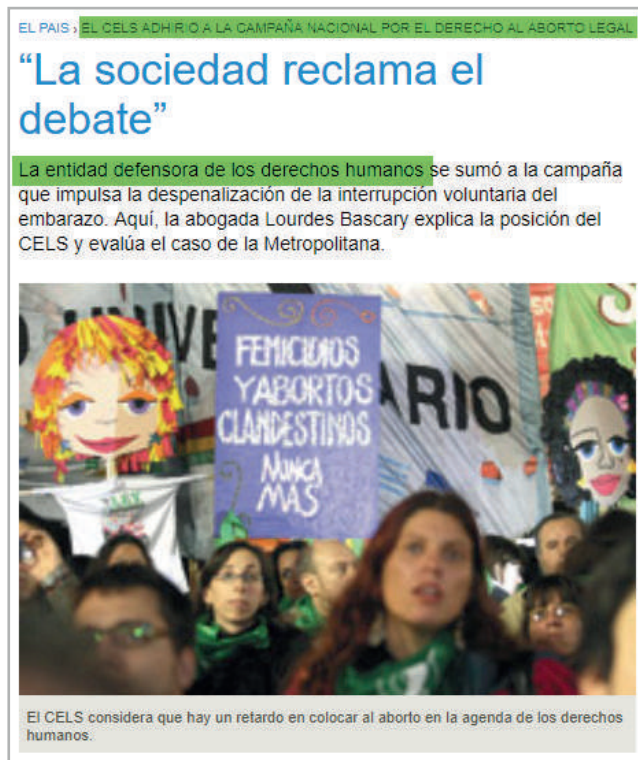 EL PAIS › EL CELS ADHIRIO A LA CAMPAÑA NACIONAL POR EL DERECHO AL ABORTO LEGAL
“La sociedad reclama el
debate”
La entidad defensora de los derechos humanos se sumó a la campaña
que impulsa la despenalización de la interrupción voluntaria del
embarazo. Aquí, la abogada Lourdes Bascary explica la posición del
CELS y evalúa el caso de la Metropolitana.
FEMICIDIOS
Y ABORTOS
CLANDESTINOS
NUNCA
MAS
ARIO
El CELS considera que hay un retardo en colocar al aborto en la agenda de los derechos
humanos.